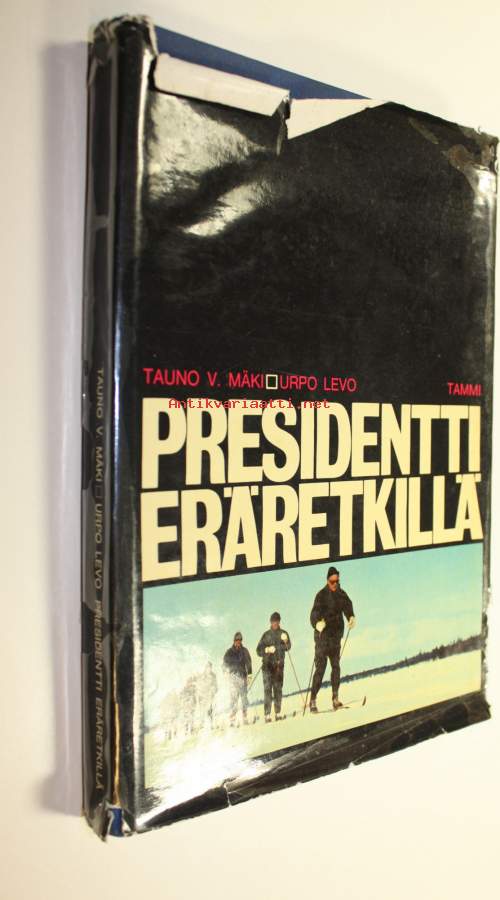 TAUNO V. MÄKI□URPO LEVO TAMMI
Antikvariaatti.net
PRESIDENTTI
ERÄRETKILLÄ
TAUNO V. MÄKI□URPO LEVO PRESIDENTTI ERÄRETKILLÄ